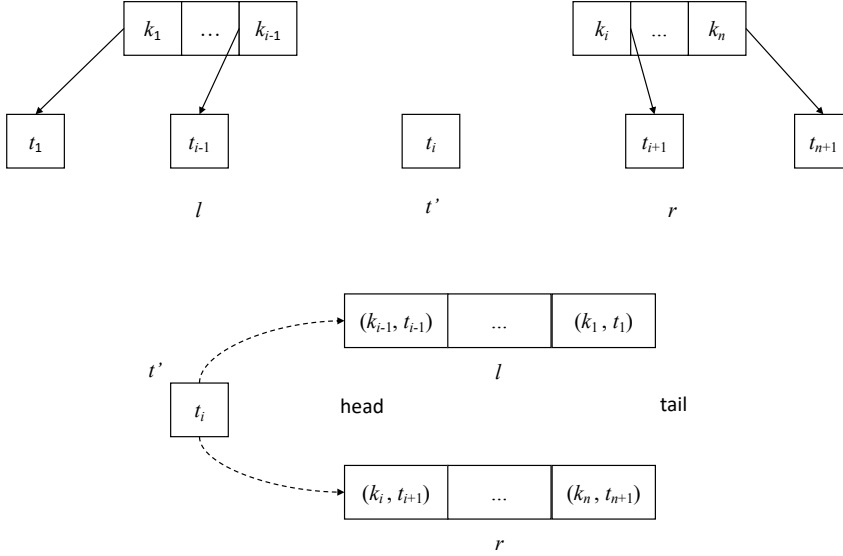 k₁ ... kᵢ₋₁ kᵢ ... kₙ
t₁ tᵢ₋₁ tᵢ tᵢ₊₁ tₙ₊₁
l t’ r
(kᵢ₋₁, tᵢ₋₁) ... (k₁ , t₁)
l
t’
tᵢ head tail
(kᵢ , tᵢ₊₁) ... (kₙ , tₙ₊₁)
r